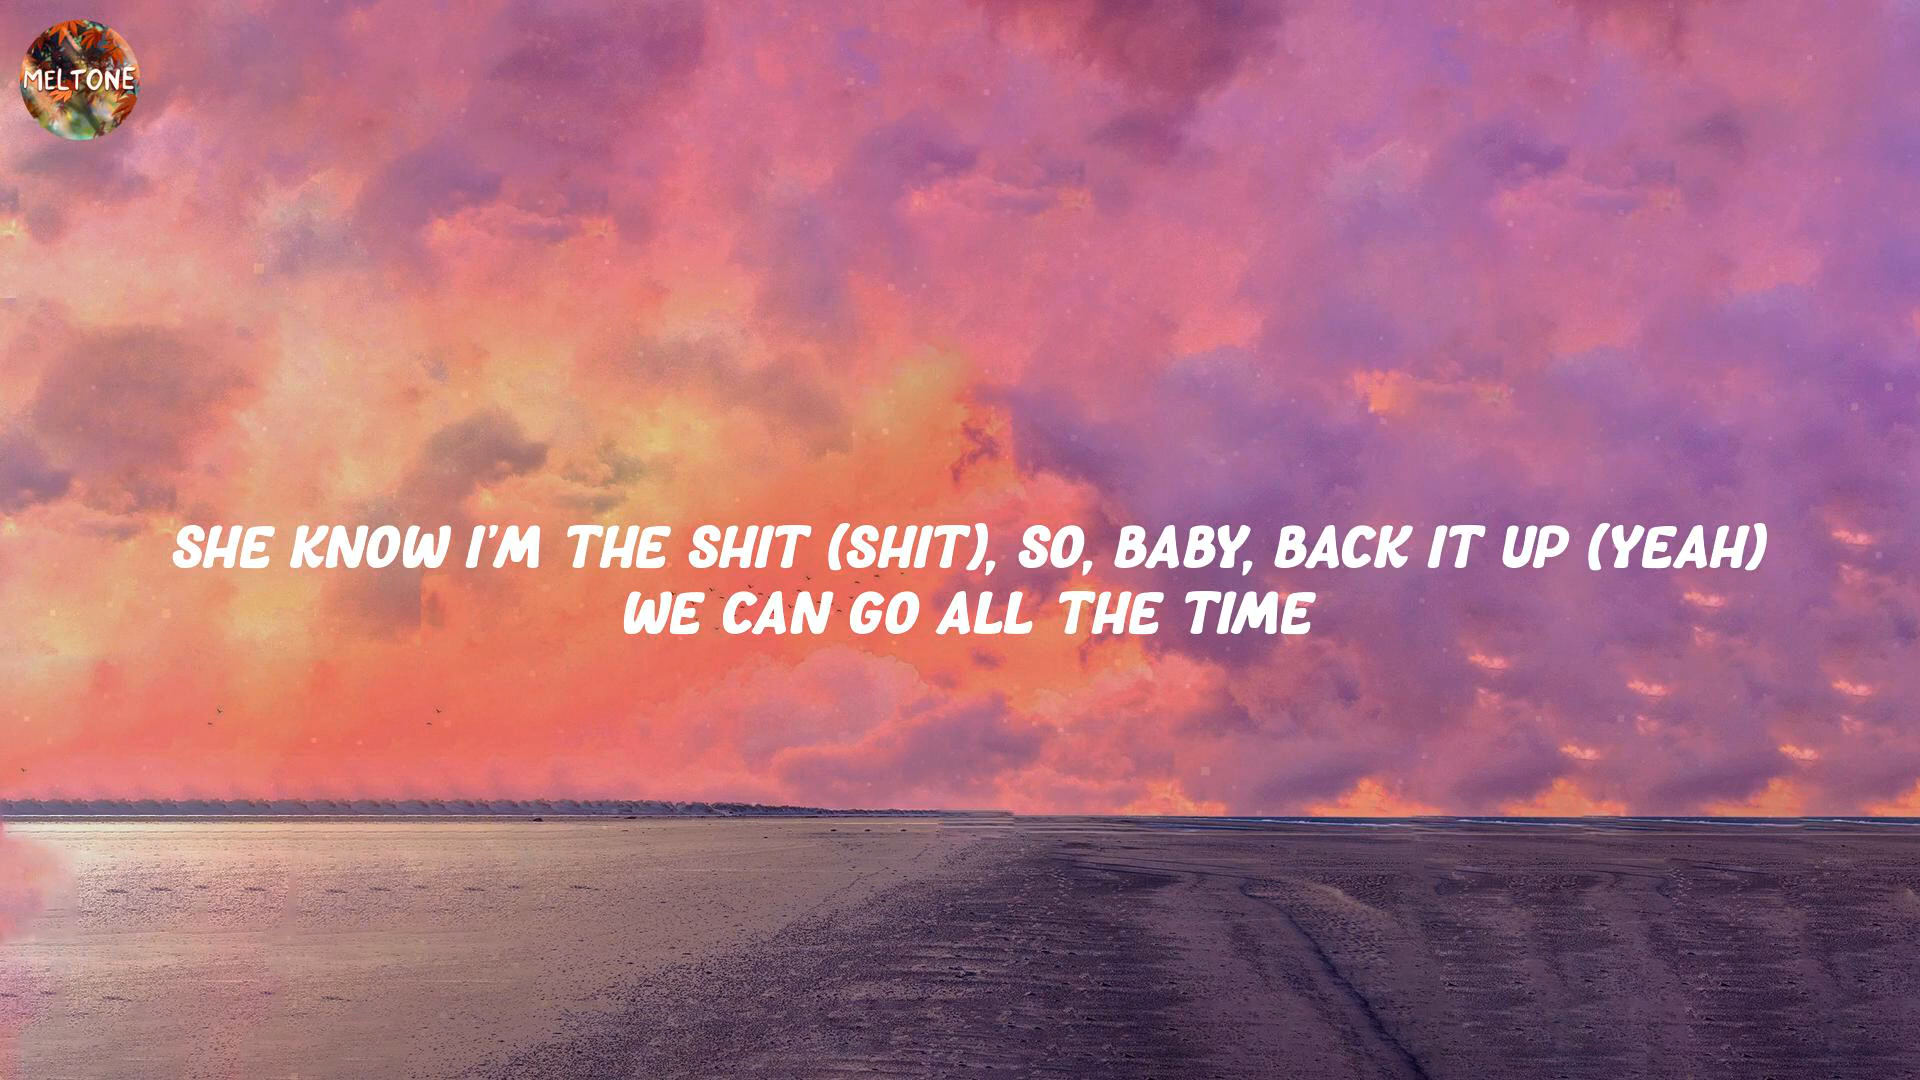 MELTONE
SHE KNOW I'M THE SHIT (SHIT), SO, BABY, BACK IT UP (YEAH)
WE CAN GO ALL THE TIME